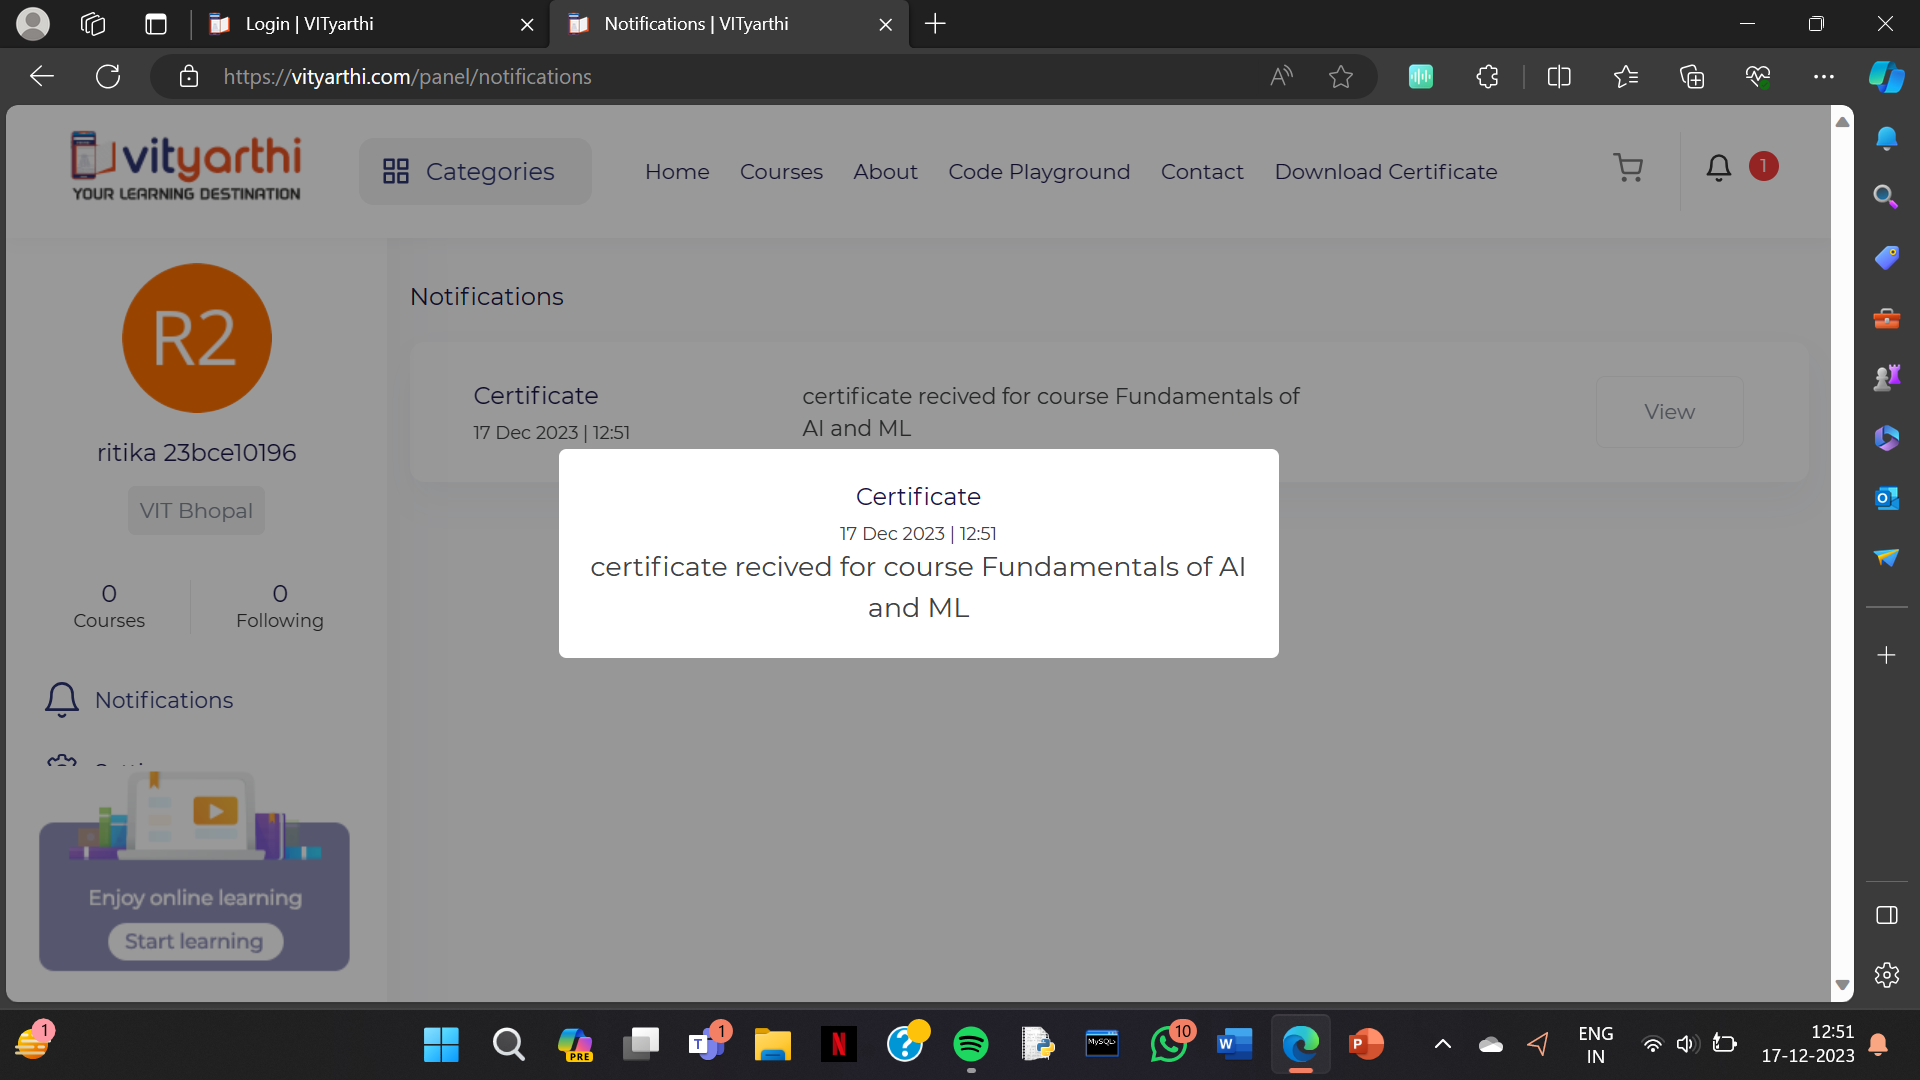 Login | VITyarthi
Notifications | VITyarthi
https://vityarthi.com/panel/notifications
vityarthi
YOUR LEARNING DESTINATION
Categories
Home
Courses
About
Code Playground
Contact
Download Certificate
1
R2
ritika 23bce10196
VIT Bhopal
0
Courses
0
Following
Notifications
Enjoy online learning
Start learning
Notifications
Certificate
17 Dec 2023 | 12:51
certificate recived for course Fundamentals of
AI and ML
View
Certificate
17 Dec 2023 | 12:51
certificate recived for course Fundamentals of AI
and ML
1
PRE
1
T
N
?
MySQL
10
W
P
ENG
IN
12:51
17-12-2023